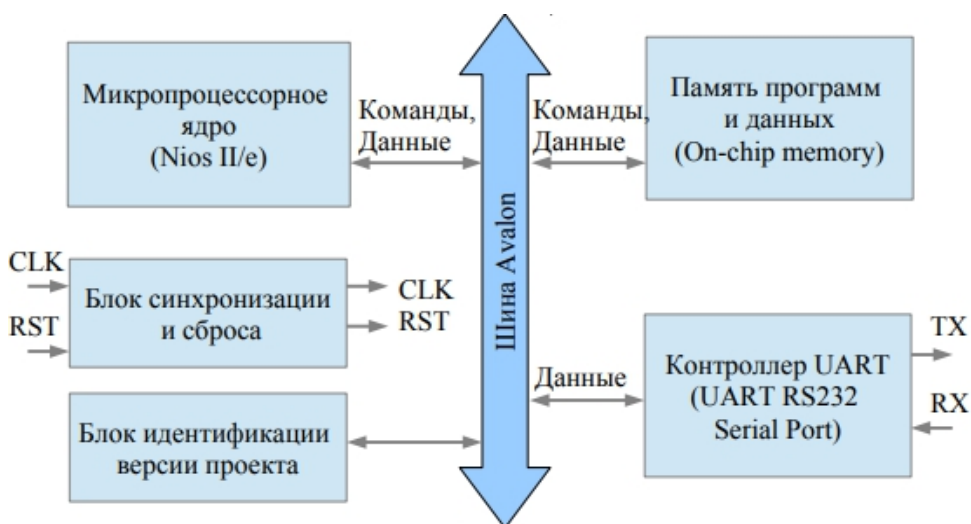 Микропроцессорное
ядро
(Nios II/e)
Команды,
Данные
Команды,
Данные
Память программ
и данных
(On-chip memory)
Шина Avalon
CLK
RST
Блок синхронизации
и сброса
CLK
RST
Блок идентификации
версии проекта
Данные
Контроллер UART
(UART RS232
Serial Port)
TX
RX